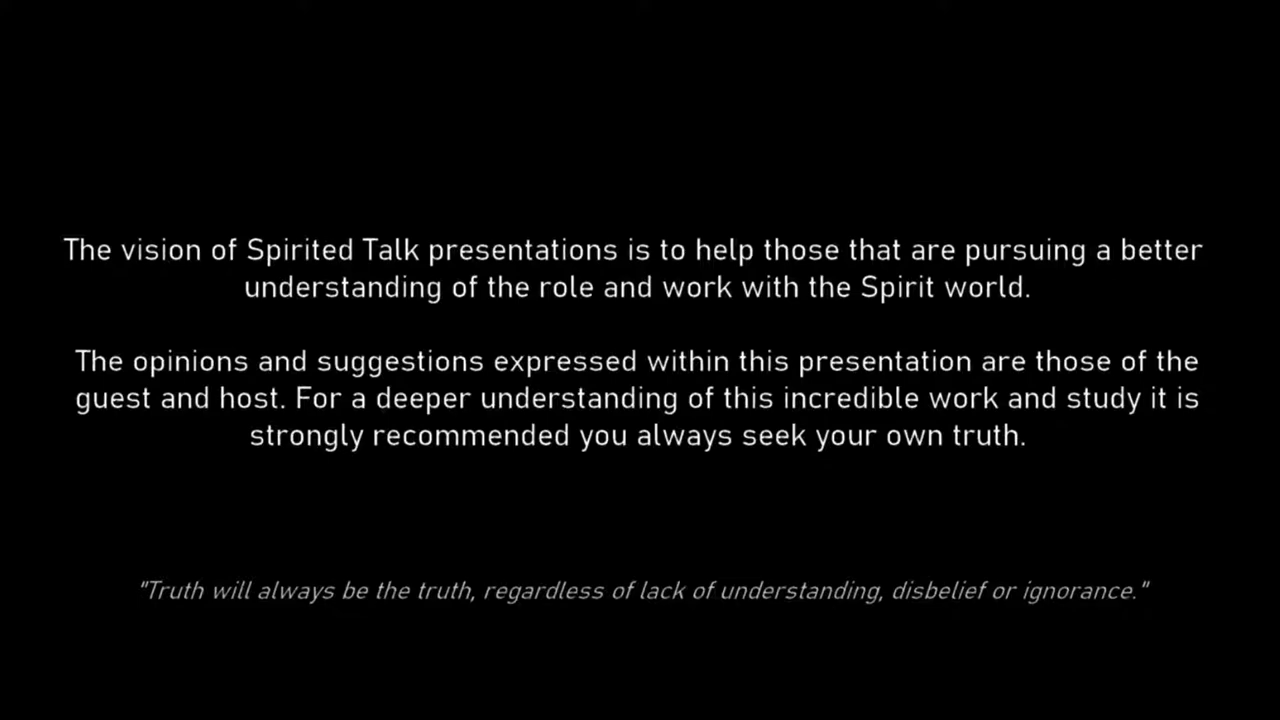 The vision of Spirited Talk presentations is to help those that are pursuing a better
understanding of the role and work with the Spirit world.
The opinions and suggestions expressed within this presentation are those of the
guest and host. For a deeper understanding of this incredible work and study it is
strongly recommended you always seek your own truth.
"Truth will always be the truth, regardless of lack of understanding, disbelief or ignorance."